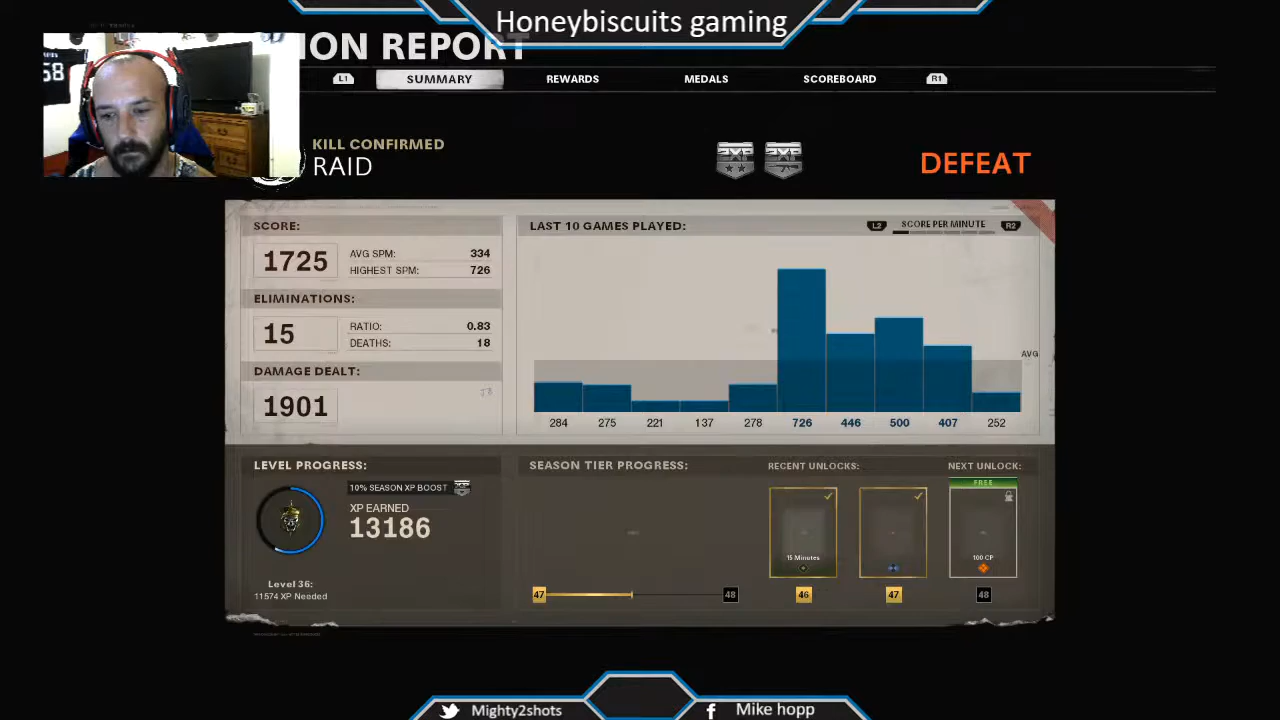 Honeybiscuits gaming
ION REPORT
58
L1 SUMMARY REWARDS MEDALS SCOREBOARD R1
KILL CONFIRMED
RAID
2XP 2XP
DEFEAT
SCORE:
1725
AVG SPM: 334
HIGHEST SPM: 726
ELIMINATIONS:
15
RATIO: 0.83
DEATHS: 18
DAMAGE DEALT:
1901
LAST 10 GAMES PLAYED:
L2 SCORE PER MINUTE R2
AVG
284 275 221 137 278 726 446 500 407 252
LEVEL PROGRESS:
10% SEASON XP BOOST
XP EARNED
13186
Level 36:
11574 XP Needed
SEASON TIER PROGRESS:
47 48
RECENT UNLOCKS:
15 Minutes
46 47
NEXT UNLOCK:
FREE
100 CP
48
Mighty2shots
Mike hopp